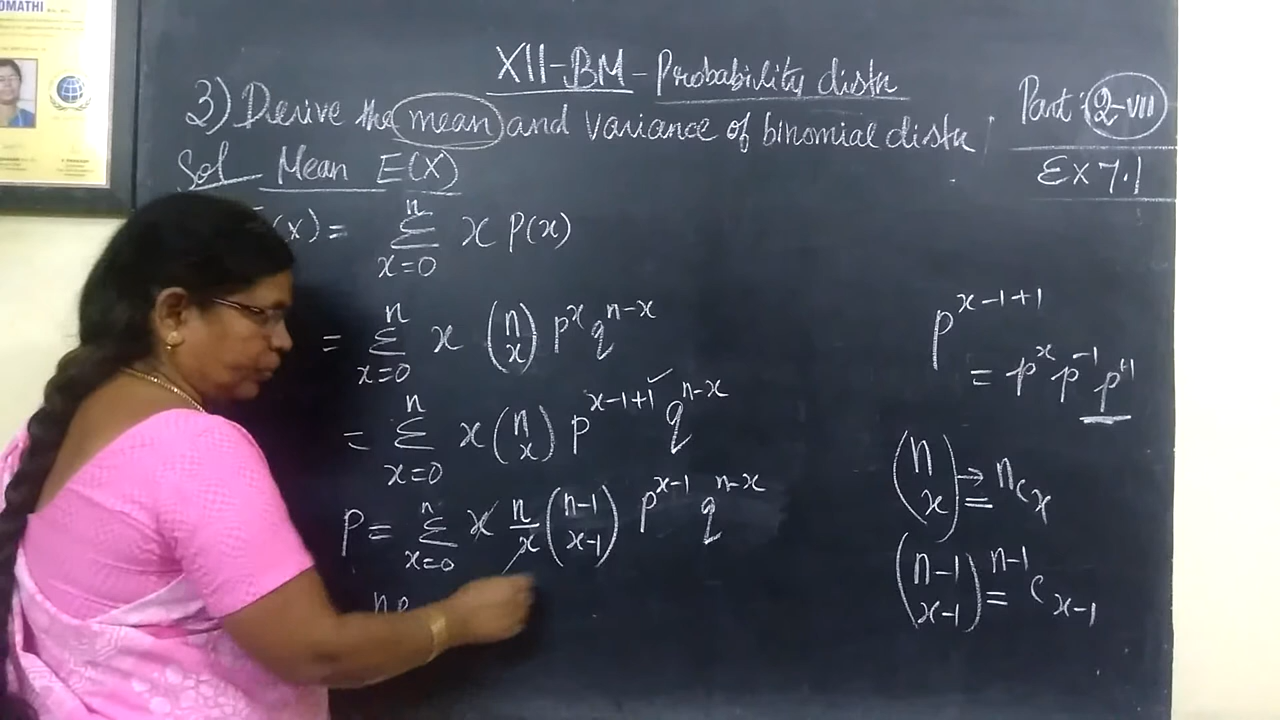 OMATHI
XII-BM-Probability distn
3) Derive the mean and variance of binomial distn
Part: 2-VII
Ex 7.1
Sol Mean E(X)
(x) = n Σ x=0 x P(x)
= n Σ x=0 x (n x) p^x q^n-x
= n Σ x=0 x (n x) p^x-1+1 q^n-x
p = n Σ x=0 x n/x (n-1 x-1) p^x-1 q^n-x
np
p^x-1+1
= p^x p^-1 p^+1
(n x) → = nCx
(n-1 x-1) = n-1 C x-1